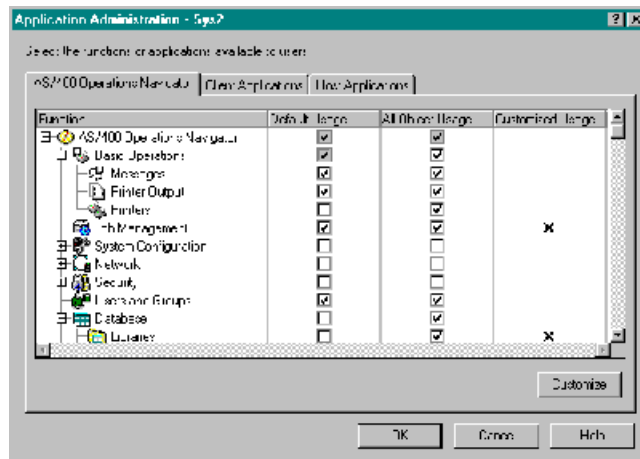 Application Administration - Sys2
Select the functions or applications available to users
AS/400 Operations Navigator Client Applications Host Applications
Function Default Usage All Object Usage Customized Usage
AS/400 Operations Navigator
Basic Operations
Messages
Printer Output
Printers
Job Management
System Configuration
Network
Security
Users and Groups
Database
Libraries
Customize
OK Cancel Help